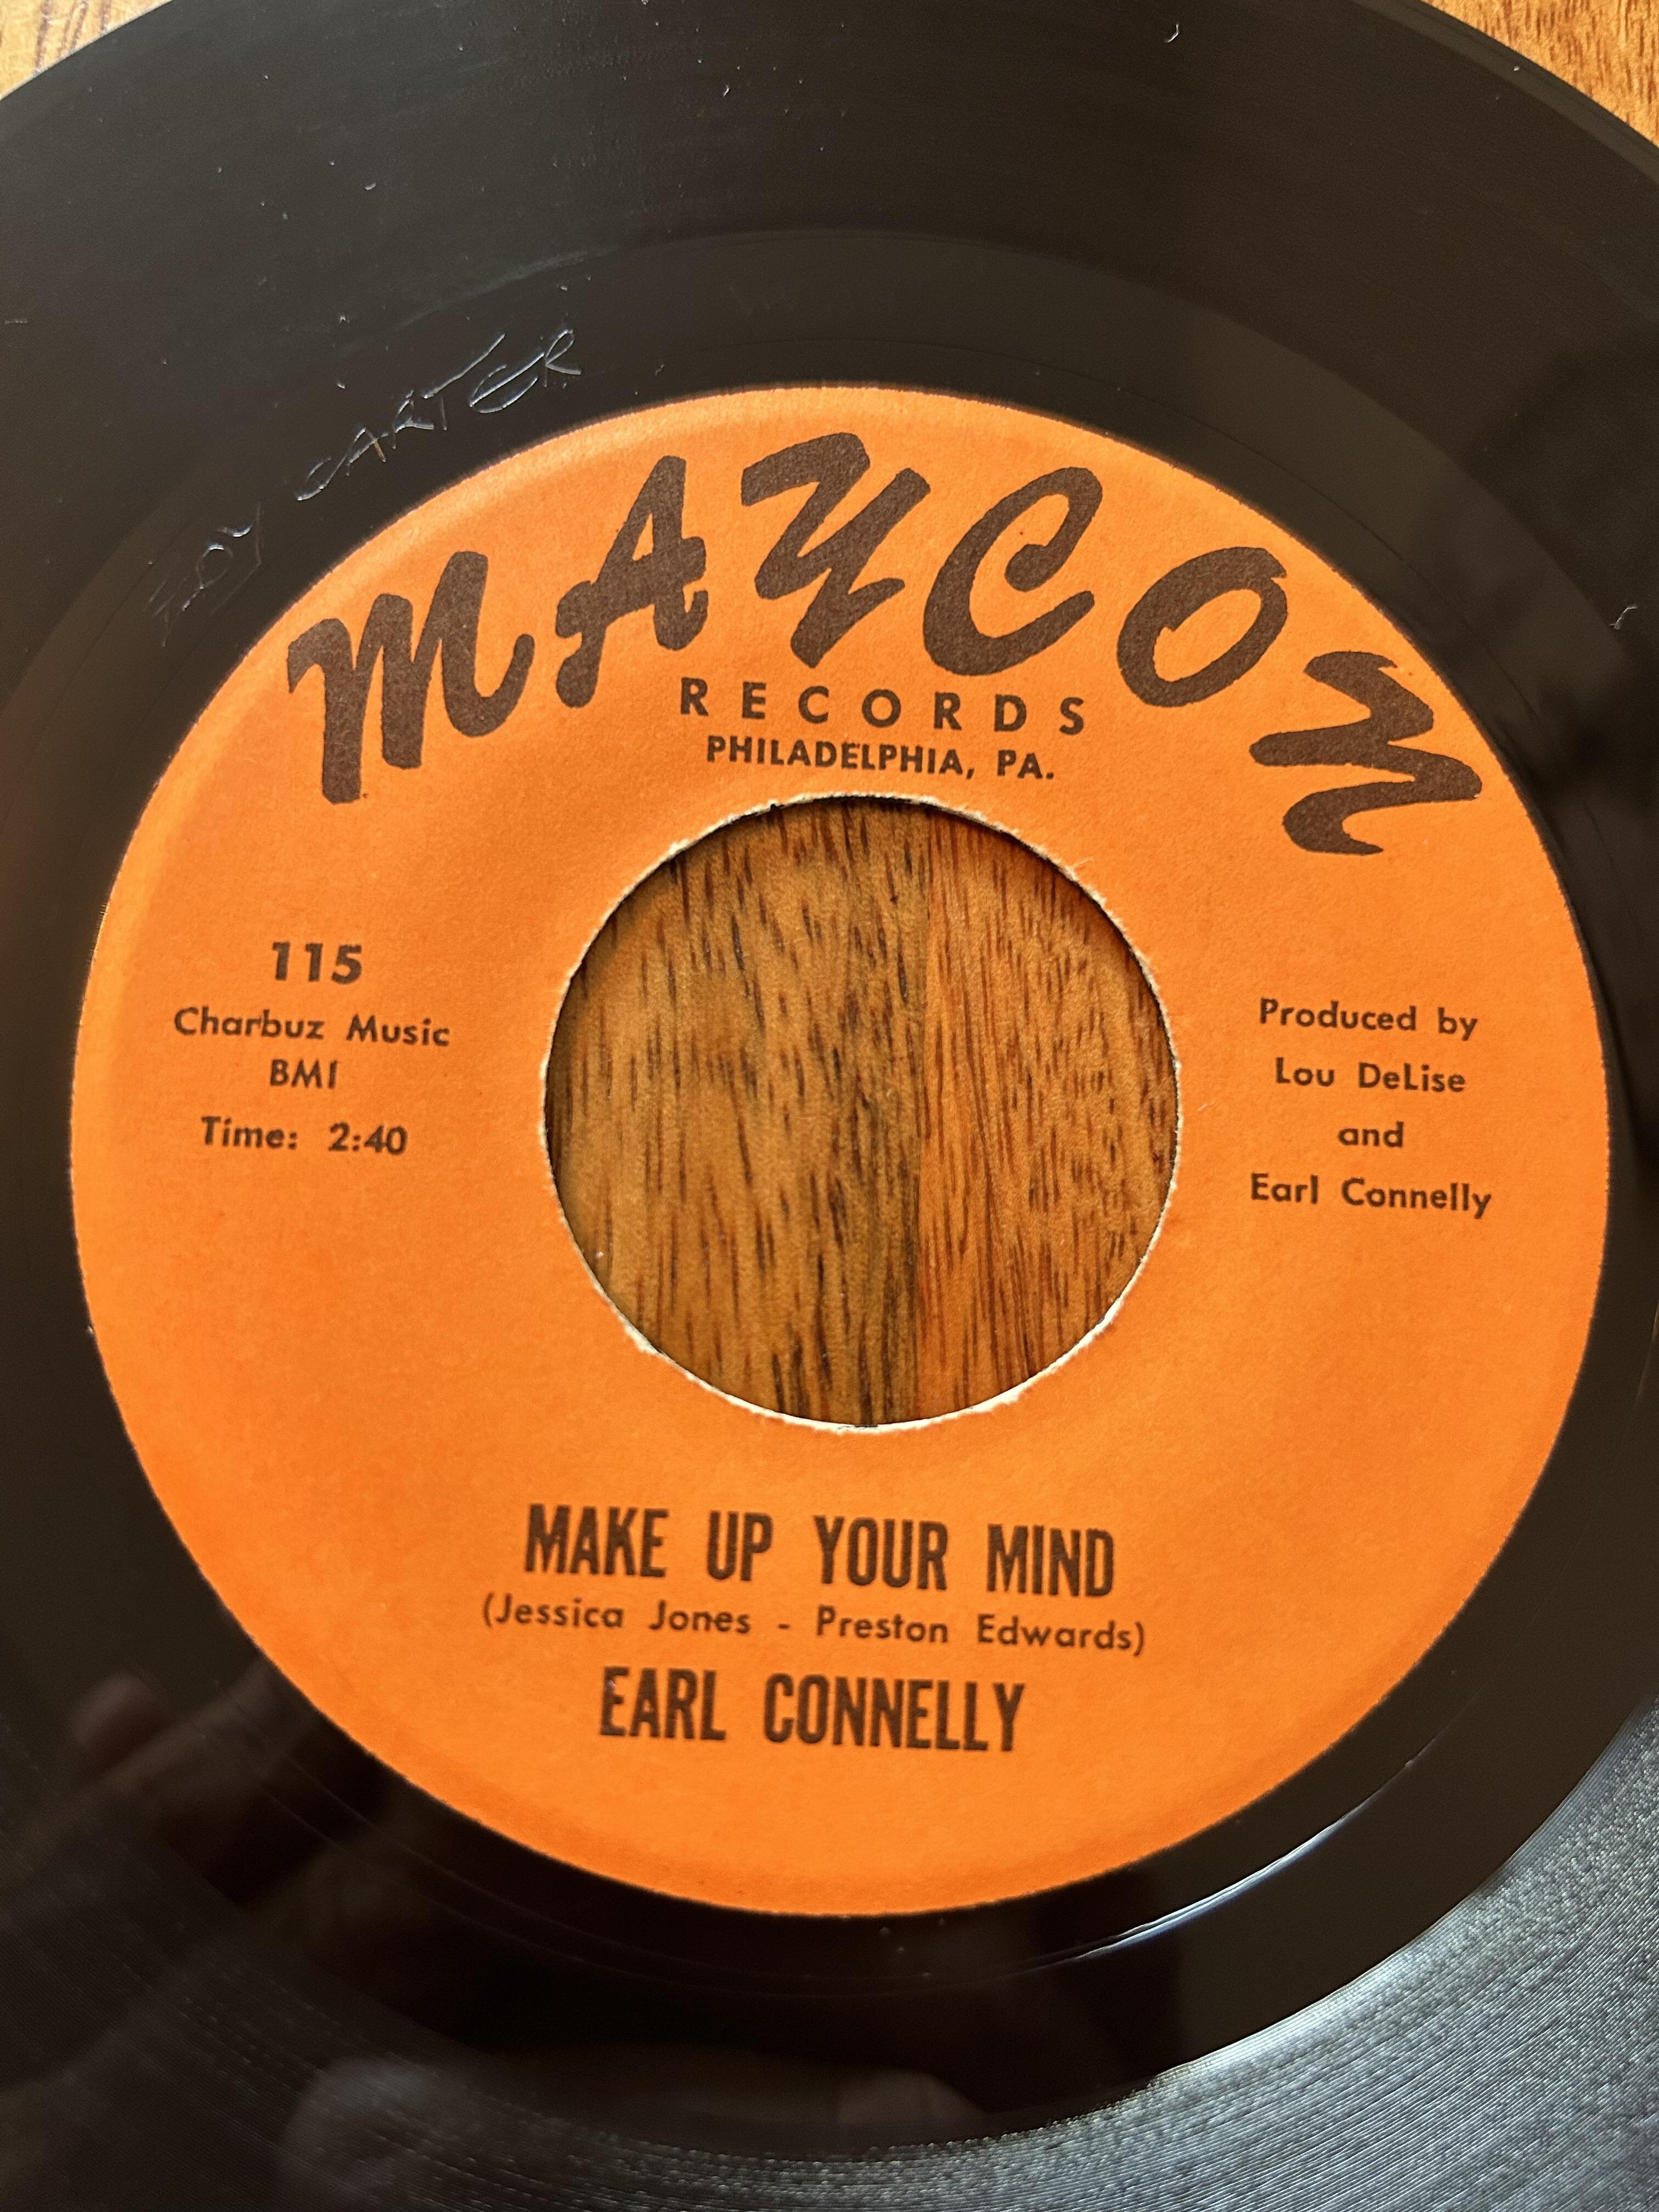 CARTER
MAYCON
RECORDS
PHILADELPHIA, PA.
115
Charbuz Music
BMI
Time: 2:40
Produced by
Lou DeLise
and
Earl Connelly
MAKE UP YOUR MIND
(Jessica Jones - Preston Edwards)
EARL CONNELLY